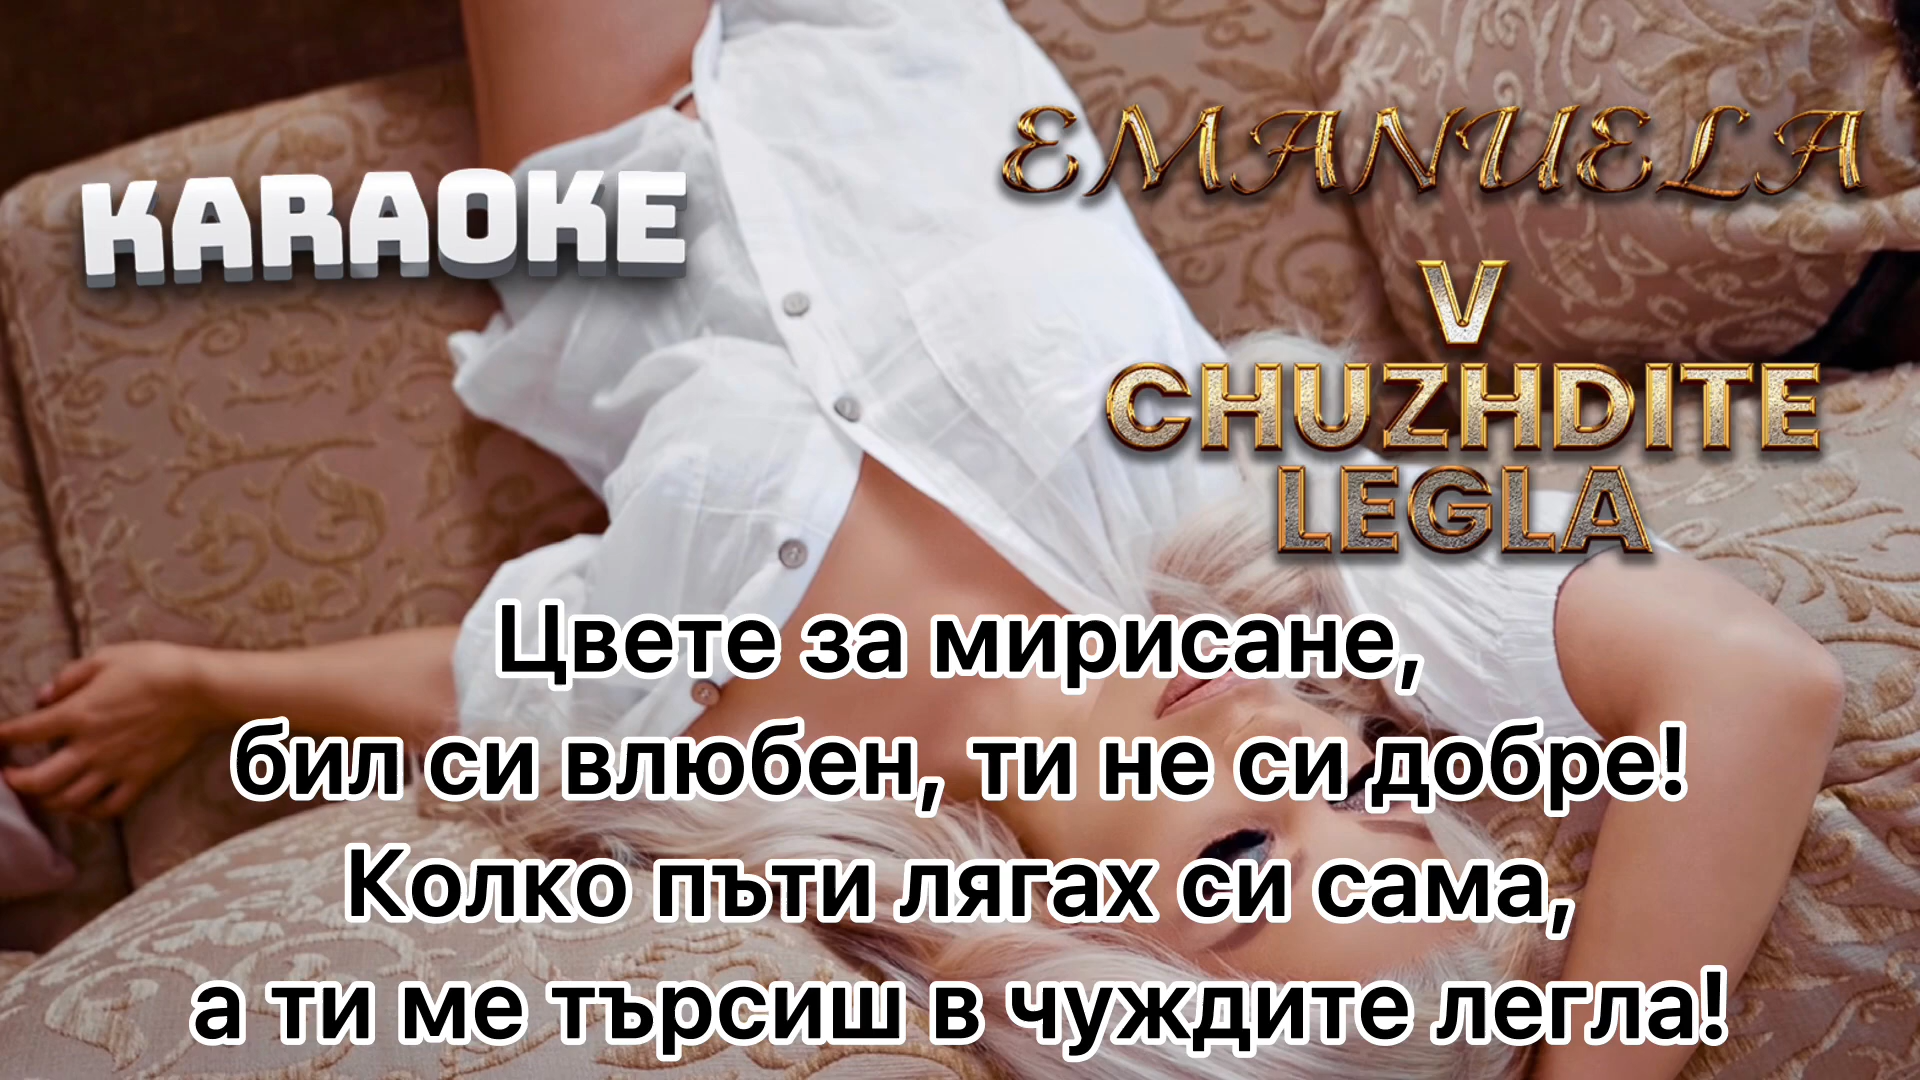 KARAOKE
EMANUELA
V
CHUZHDITE
LEGLA
Цвете за мирисане,
бил си влюбен, ти не си добре!
Колко пъти лягах си сама,
а ти ме търсиш в чуждите легла!